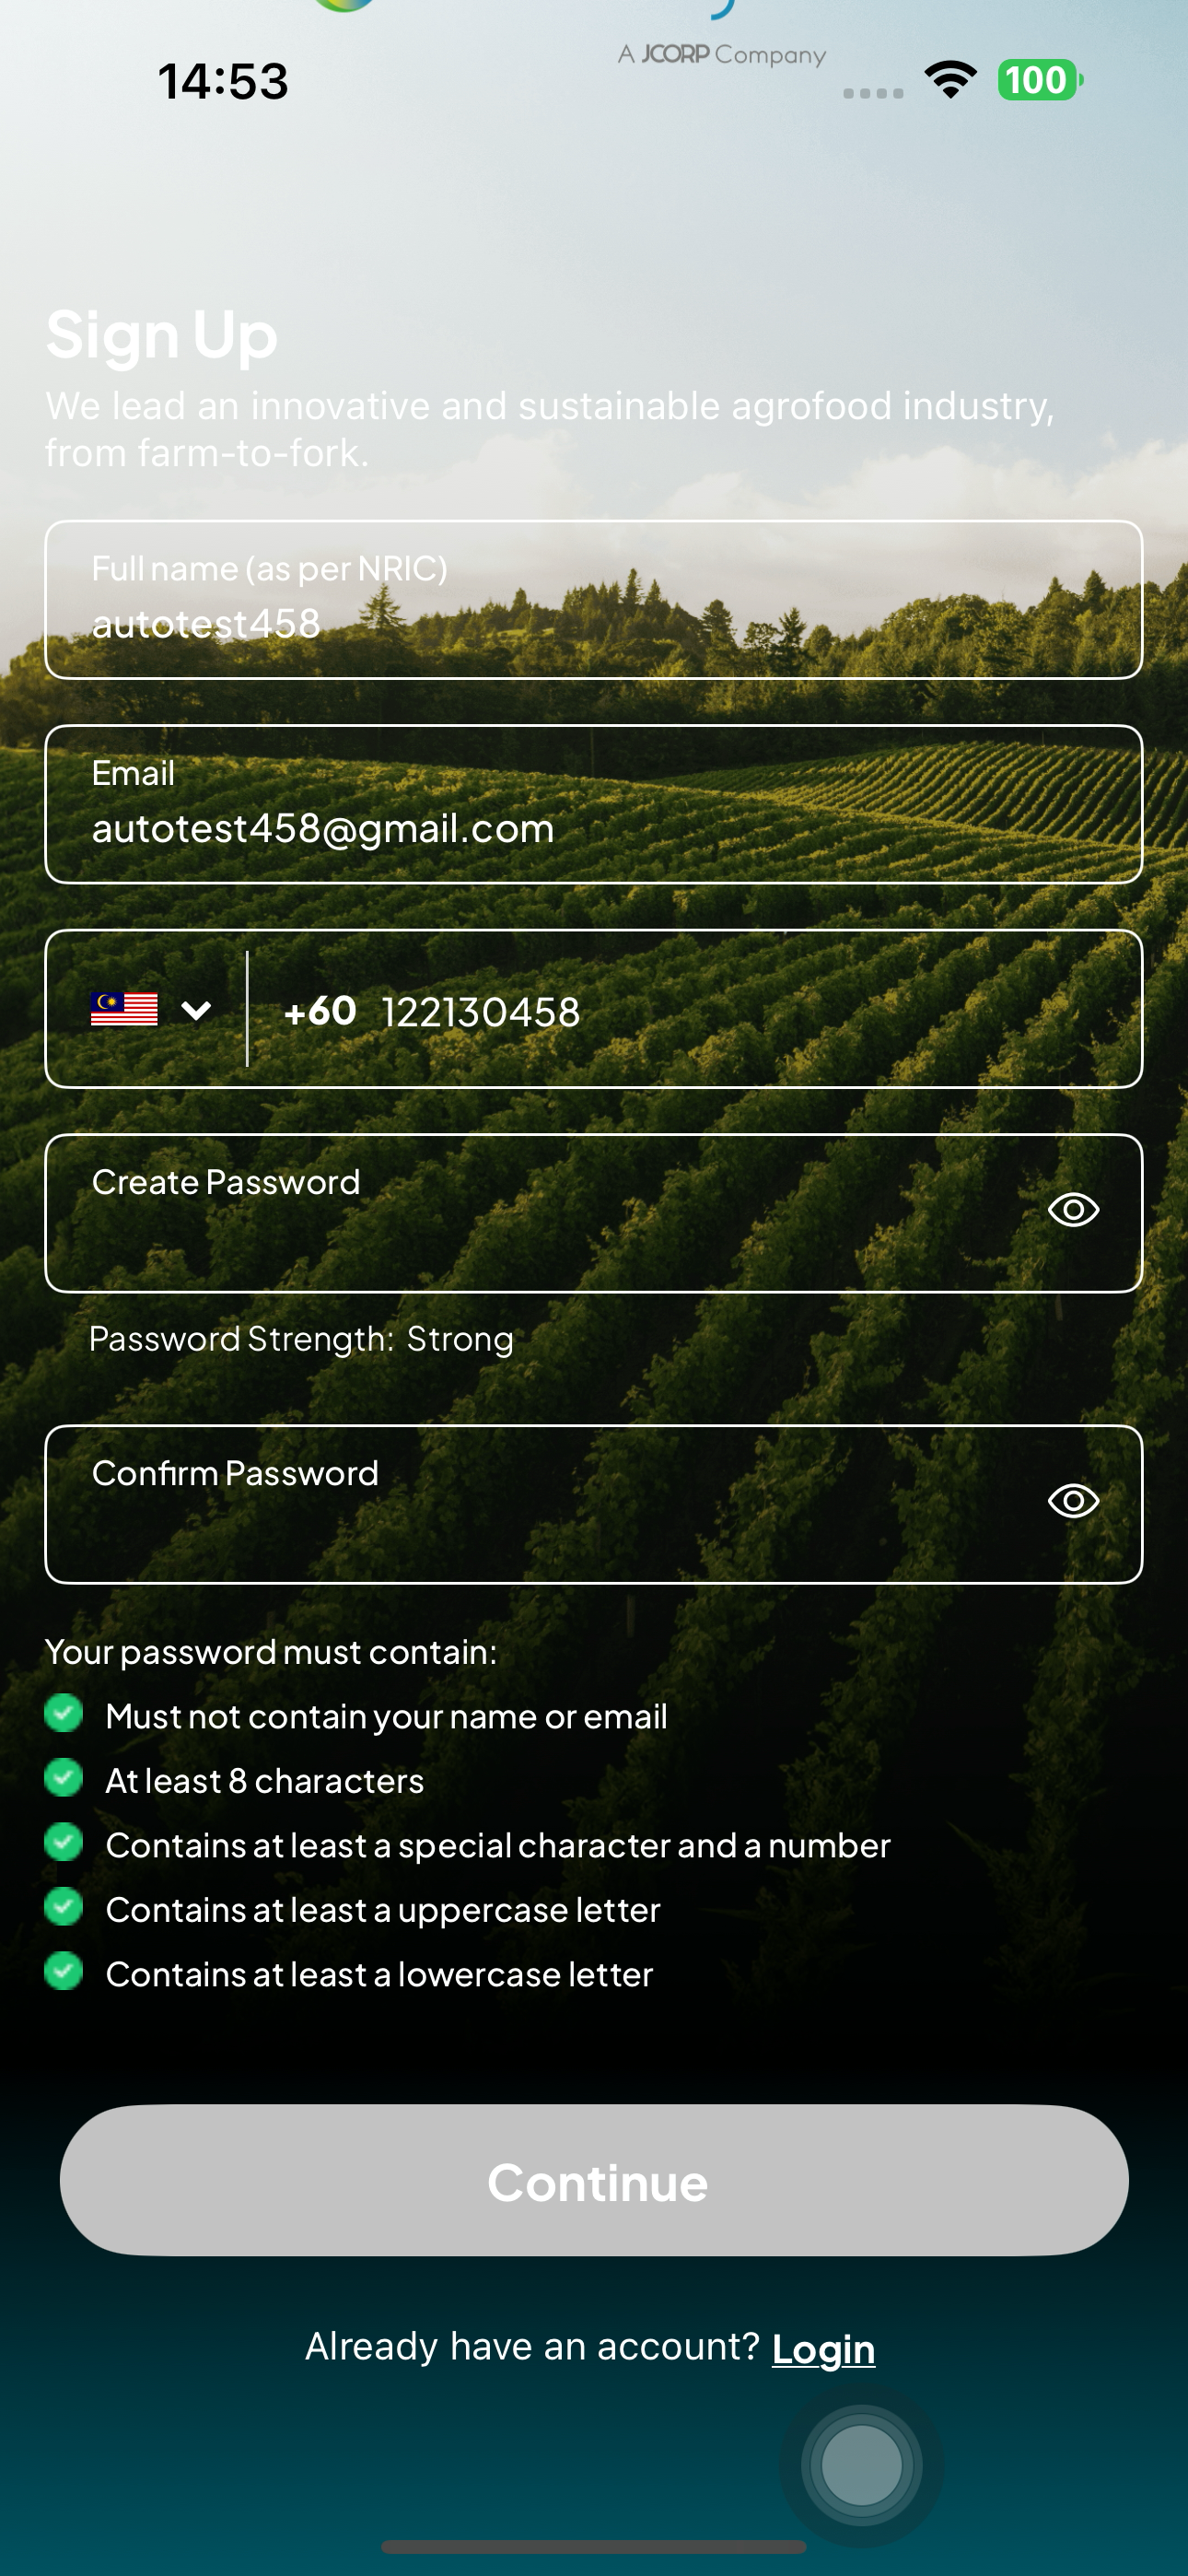 A JCORP Company
14:53
100
Sign Up
We lead an innovative and sustainable agrofood industry,
from farm-to-fork.
Full name (as per NRIC)
autotest458
Email
autotest458@gmail.com
+60 122130458
Create Password
Password Strength: Strong
Confirm Password
Your password must contain:
Must not contain your name or email
At least 8 characters
Contains at least a special character and a number
Contains at least a uppercase letter
Contains at least a lowercase letter
Continue
Already have an account? Login